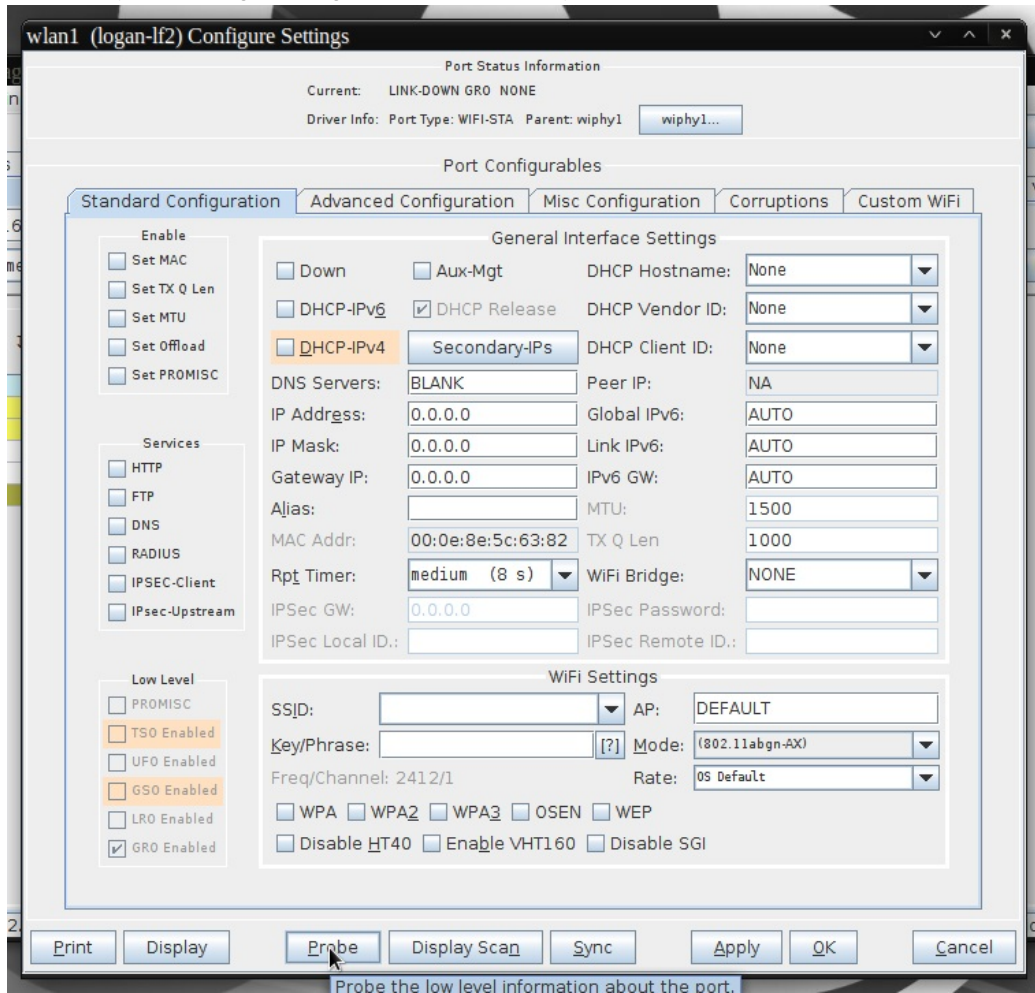 wlan1 (logan-lf2) Configure Settings
Port Status Information
Current: LINK-DOWN GRO NONE
Driver Info: Port Type: WIFI-STA Parent: wiphy1 wiphy1...
Port Configurables
Standard Configuration Advanced Configuration Misc Configuration Corruptions Custom WiFi
Enable
Set MAC
Set TX Q Len
Set MTU
Set Offload
Set PROMISC
Services
HTTP
FTP
DNS
RADIUS
IPSEC-Client
IPsec-Upstream
Low Level
PROMISC
TSO Enabled
UFO Enabled
GSO Enabled
LRO Enabled
GRO Enabled
General Interface Settings
Down Aux-Mgt DHCP Hostname: None
DHCP-IPv6 DHCP Release DHCP Vendor ID: None
DHCP-IPv4 Secondary-IPs DHCP Client ID: None
DNS Servers: BLANK Peer IP: NA
IP Address: 0.0.0.0 Global IPv6: AUTO
IP Mask: 0.0.0.0 Link IPv6: AUTO
Gateway IP: 0.0.0.0 IPv6 GW: AUTO
Alias: MTU: 1500
MAC Addr: 00:0e:8e:5c:63:82 TX Q Len 1000
Rpt Timer: medium (8 s) WiFi Bridge: NONE
IPSec GW: 0.0.0.0 IPSec Password:
IPSec Local ID.: IPSec Remote ID.:
WiFi Settings
SSID: AP: DEFAULT
Key/Phrase: [?] Mode: (802.11abgn-AX)
Freq/Channel: 2412/1 Rate: OS Default
WPA WPA2 WPA3 OSEN WEP
Disable HT40 Enable VHT160 Disable SGI
Print Display Probe Display Scan Sync Apply OK Cancel
Probe the low level information about the port.